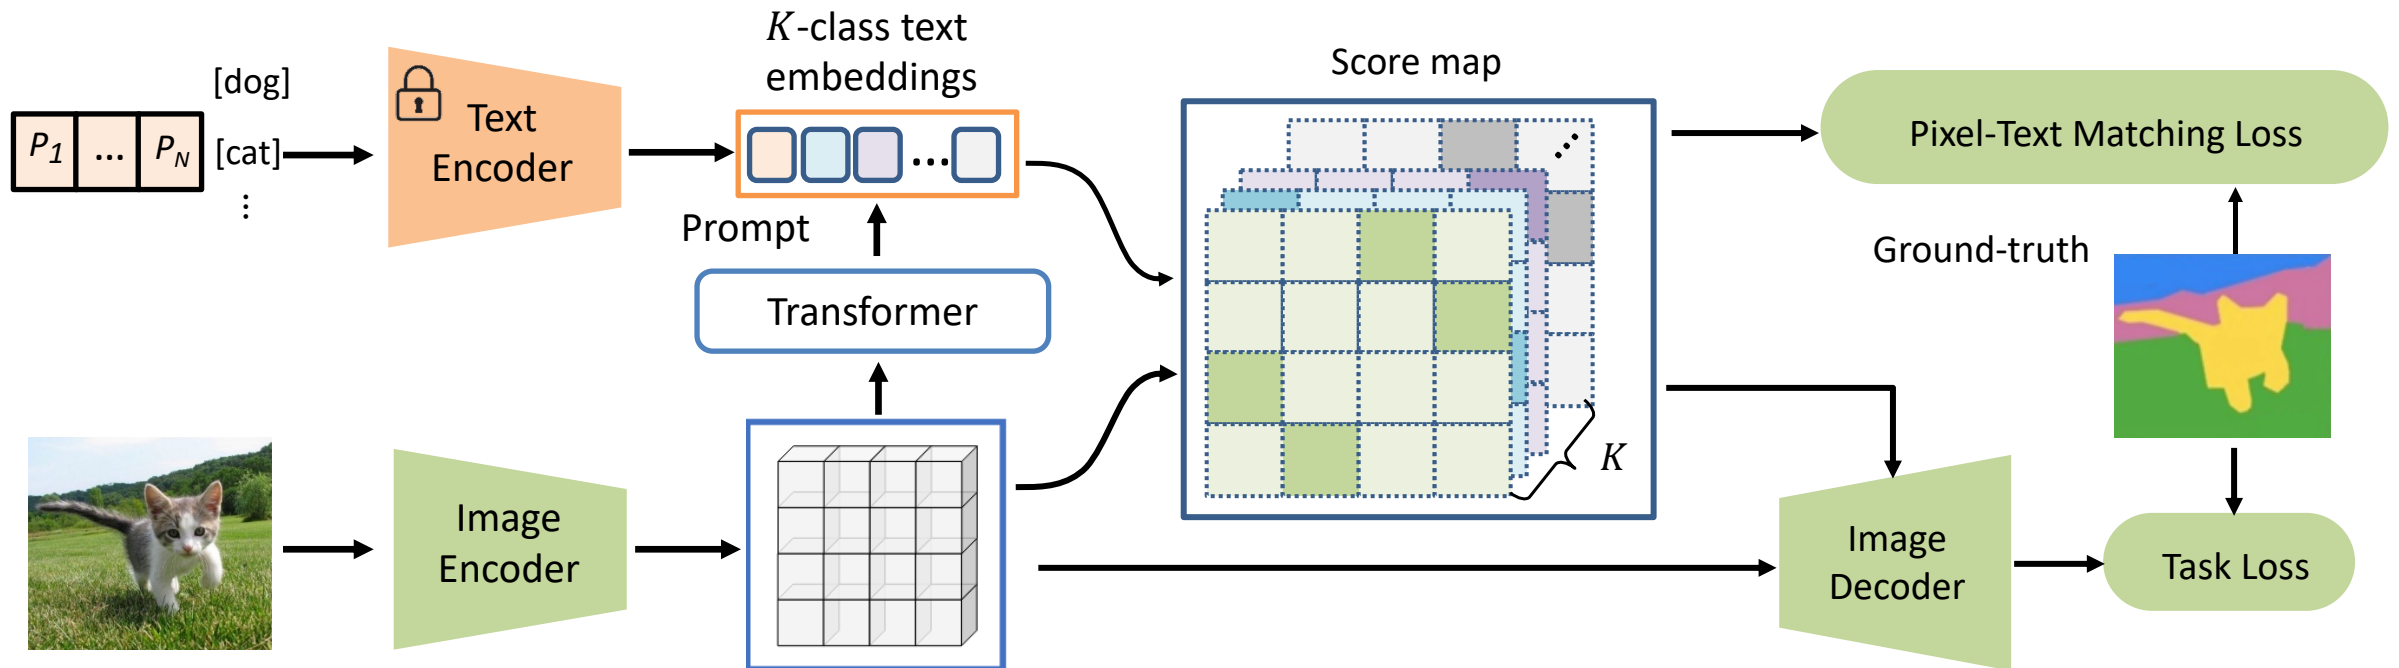 K-class text
embeddings
Score map
[dog]
P1 ... PN [cat]
⋮
Text
Encoder
...
Pixel-Text Matching Loss
Prompt
Ground-truth
Transformer
K
Image
Encoder
Image
Decoder
Task Loss